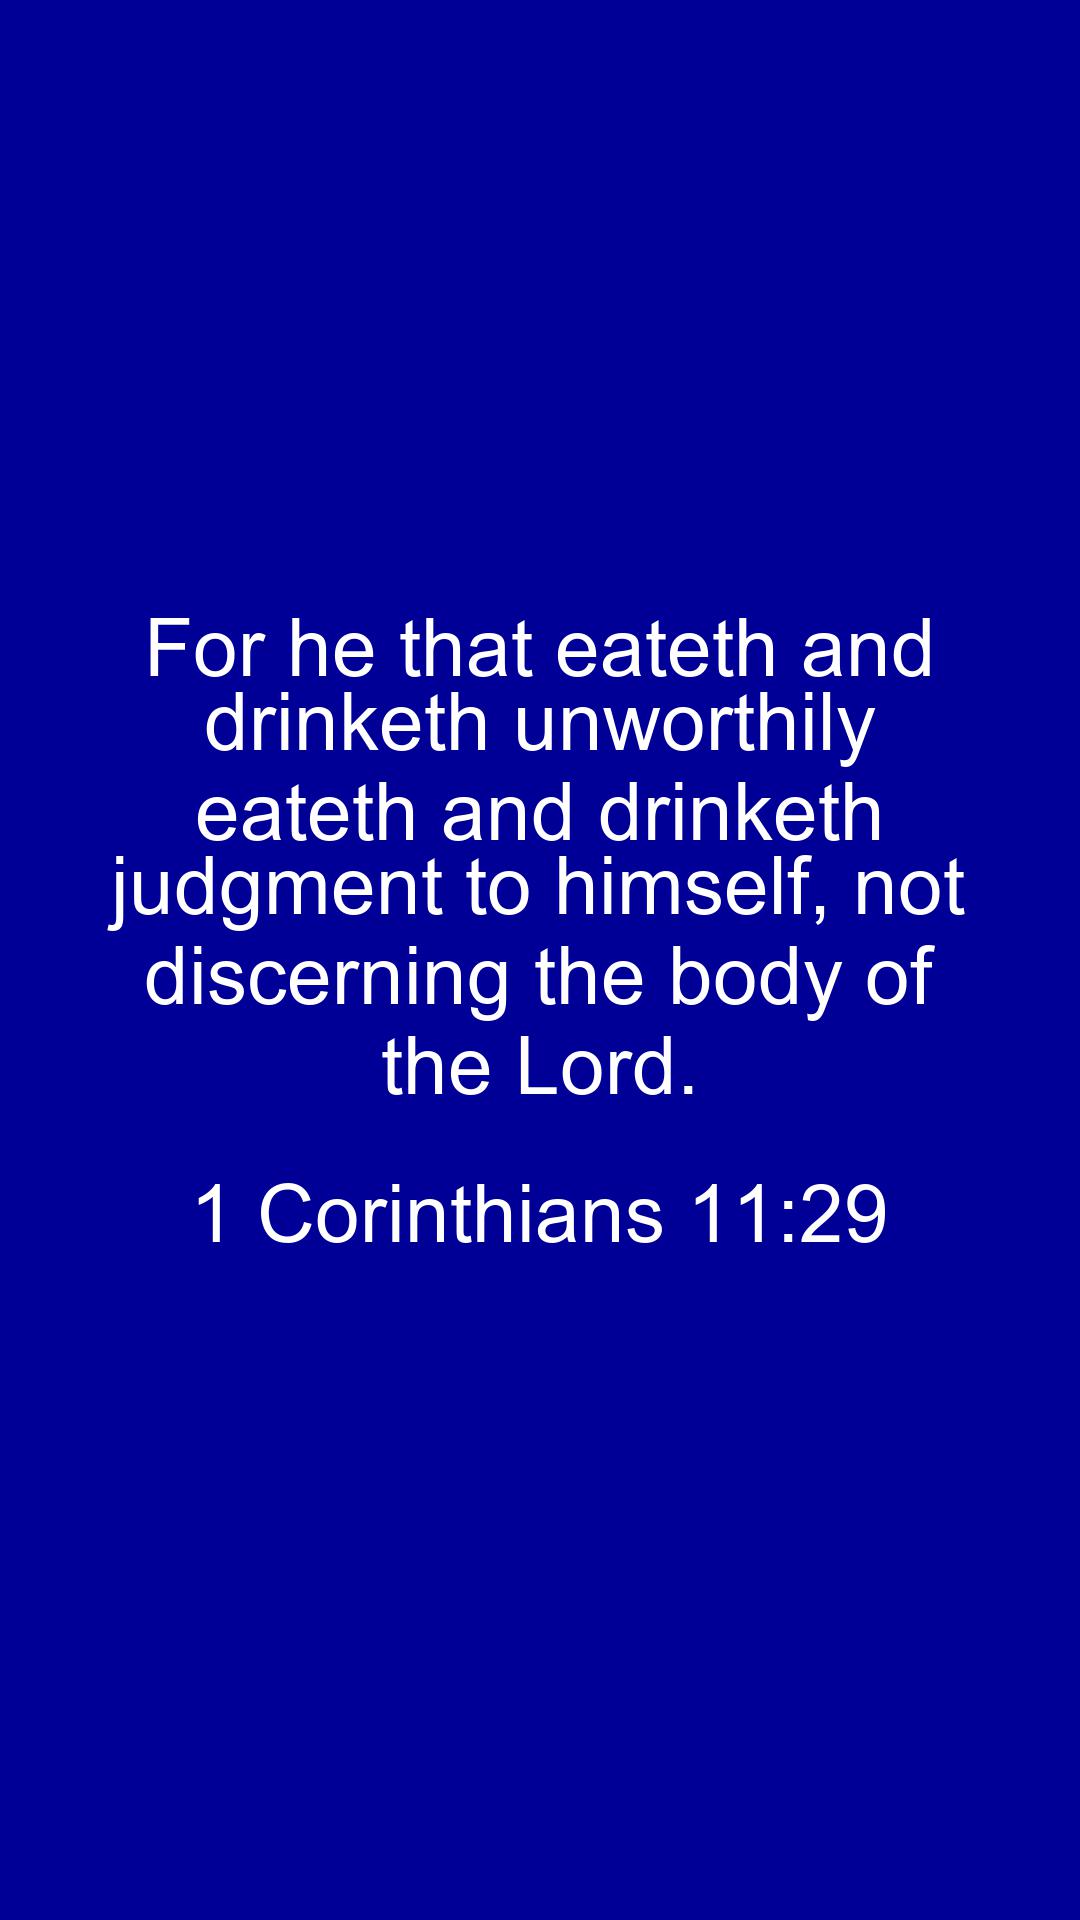 For he that eateth and
drinketh unworthily
eateth and drinketh
judgment to himself, not
discerning the body of
the Lord.
1 Corinthians 11:29